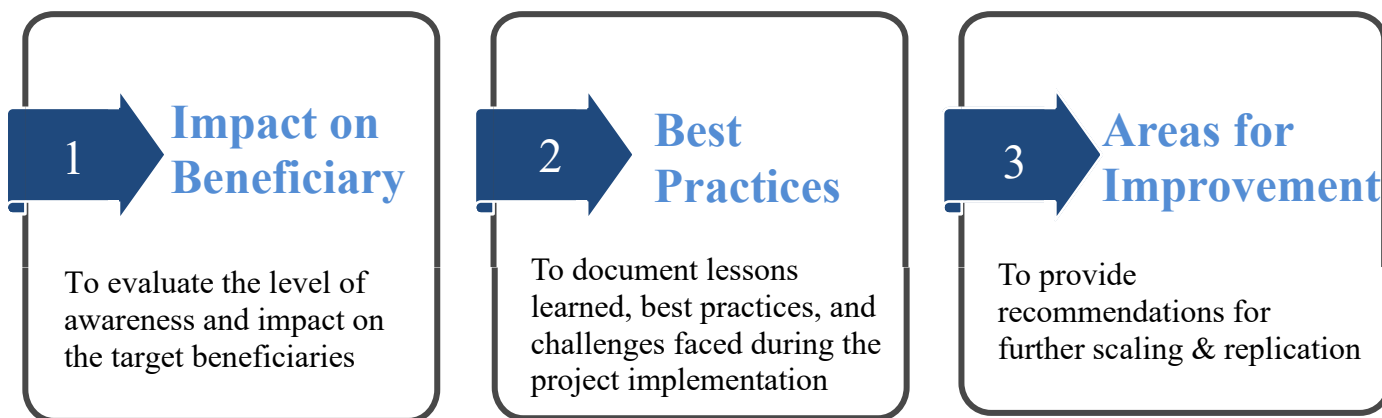 1
Impact on
Beneficiary
To evaluate the level of
awareness and impact on
the target beneficiaries
2
Best
Practices
To document lessons
learned, best practices, and
challenges faced during the
project implementation
3
Areas for
Improvement
To provide
recommendations for
further scaling & replication